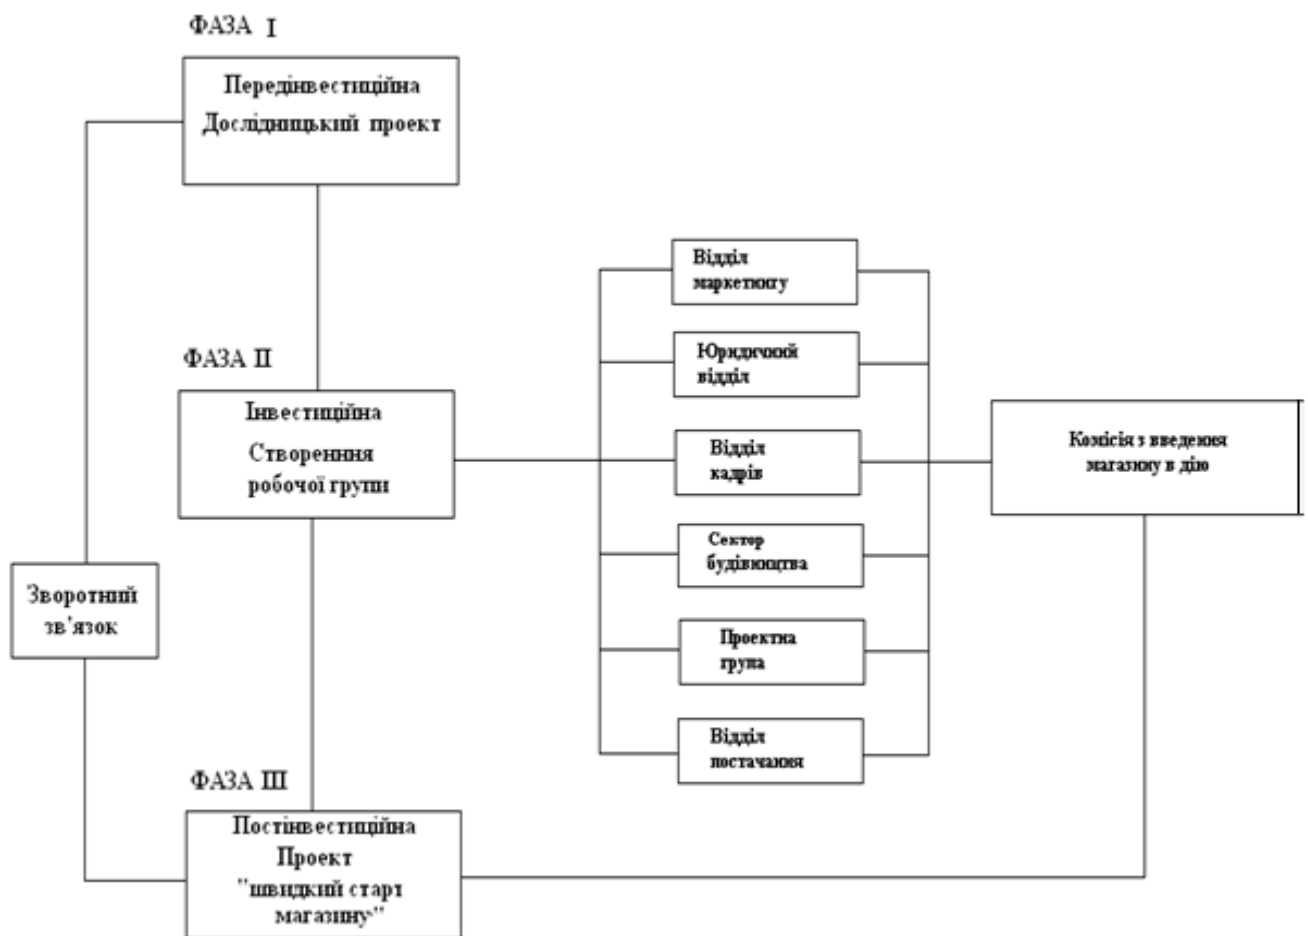 ФАЗА I
Передінвестиційна
Дослідницький проект
ФАЗА II
Інвестиційна
Створенння
робочої групи
Зворотний
зв'язок
ФАЗА III
Постінвестиційна
Проект
"швидкий старт
магазину"
Відділ
маркетингу
Юридичний
відділ
Відділ
кадрів
Сектор
будівництва
Проектна
група
Відділ
постачання
Комісія з введення
магазину в дію